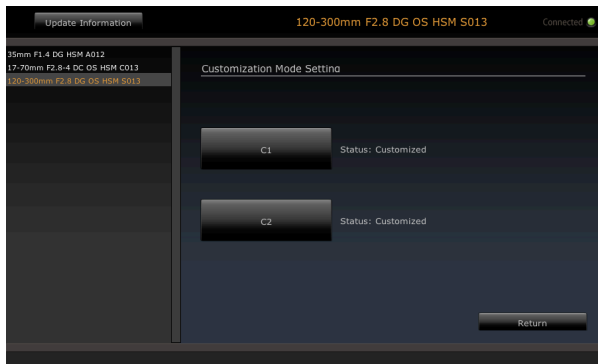 Update Information
120-300mm F2.8 DG OS HSM S013
Connected
35mm F1.4 DG HSM A012
17-70mm F2.8-4 DC OS HSM C013
120-300mm F2.8 DG OS HSM S013
Customization Mode Setting
C1
Status: Customized
C2
Status: Customized
Return